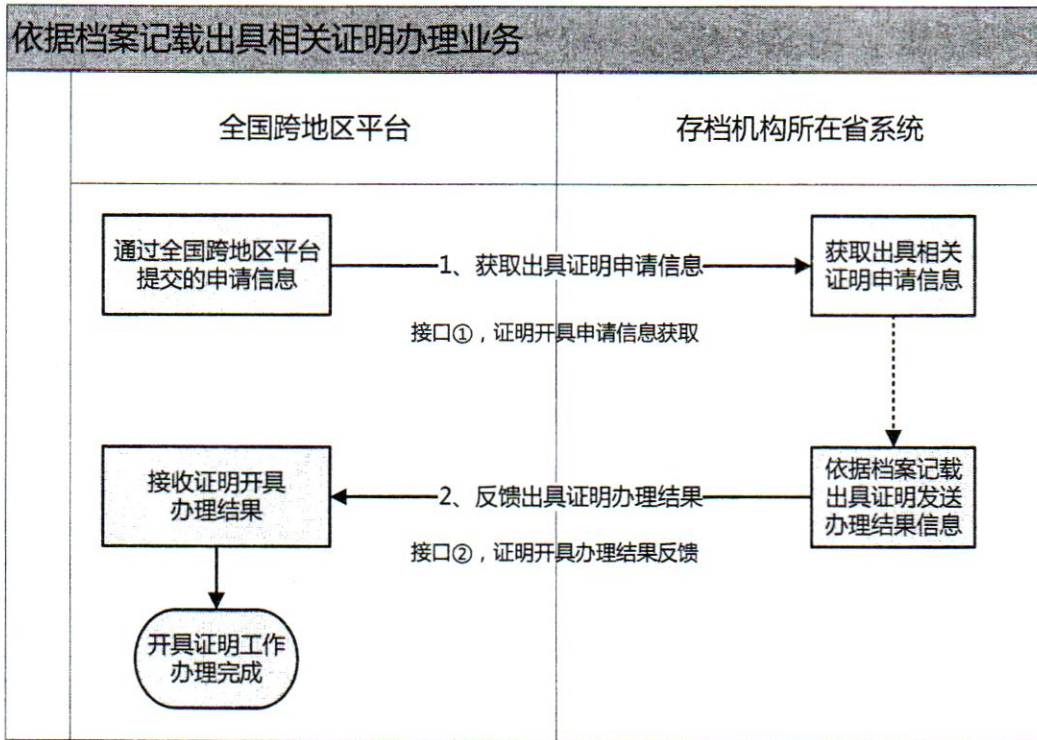 依据档案记载出具相关证明办理业务
全国跨地区平台
存档机构所在省系统
通过全国跨地区平台
提交的申请信息
1、获取出具证明申请信息
获取出具相关
证明申请信息
接口①，证明开具申请信息获取
接收证明开具
办理结果
2、反馈出具证明办理结果
依据档案记载
出具证明发送
办理结果信息
接口②，证明开具办理结果反馈
开具证明工作
办理完成